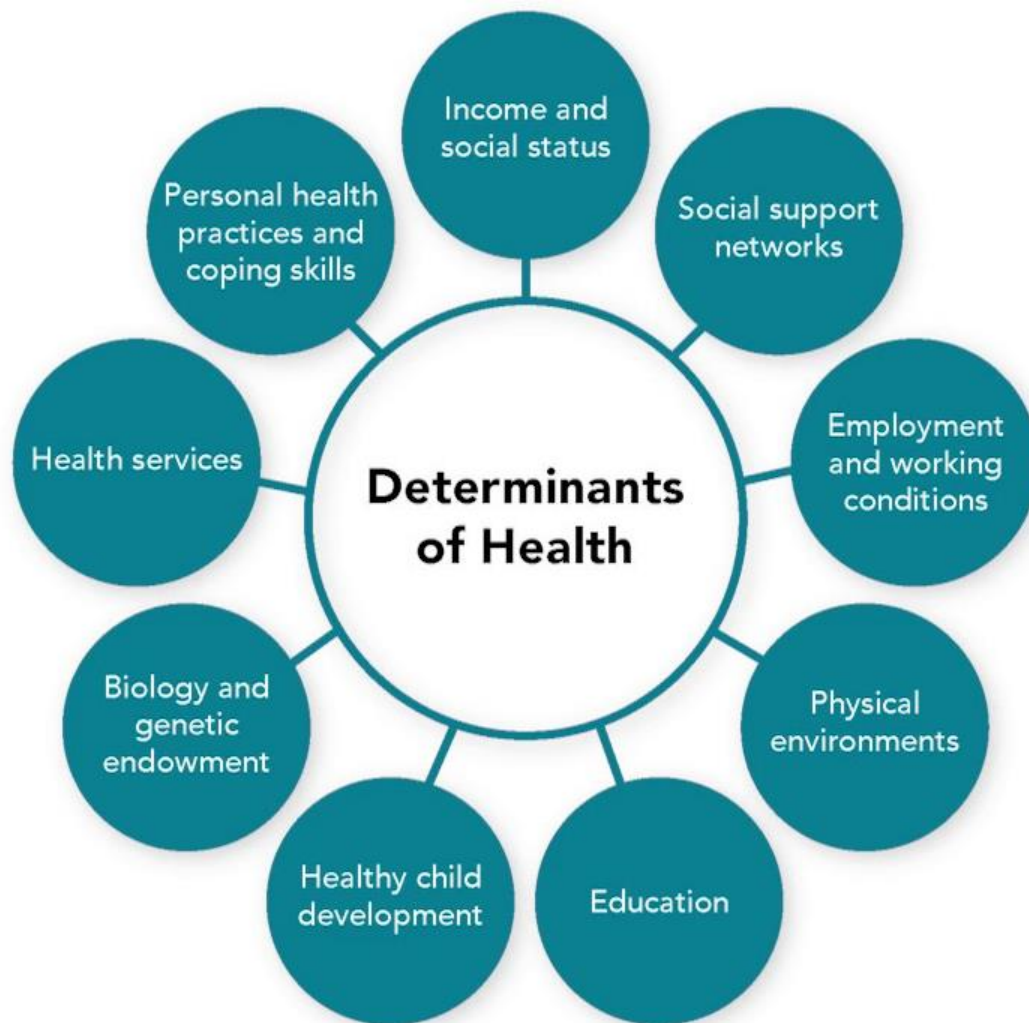 Determinants
of Health
Income and
social status
Social support
networks
Employment
and working
conditions
Physical
environments
Education
Healthy child
development
Biology and
genetic
endowment
Health services
Personal health
practices and
coping skills